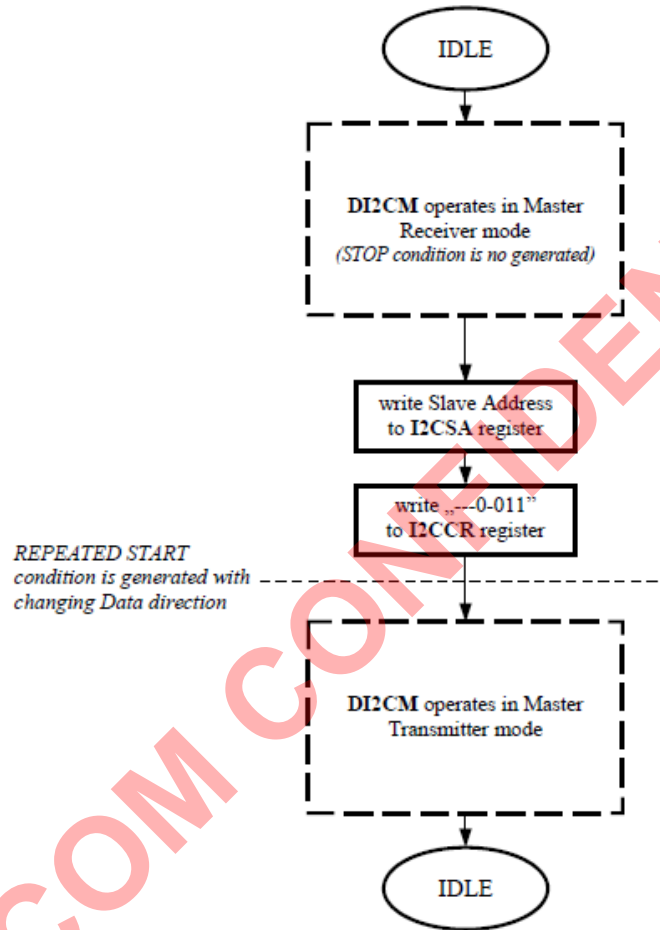 IDLE
DI2CM operates in Master
Receiver mode
(STOP condition is no generated)
write Slave Address
to I2CSA register
write „---0-011”
to I2CCR register
REPEATED START
condition is generated with
changing Data direction
DI2CM operates in Master
Transmitter mode
IDLE
COM CONFIDEN